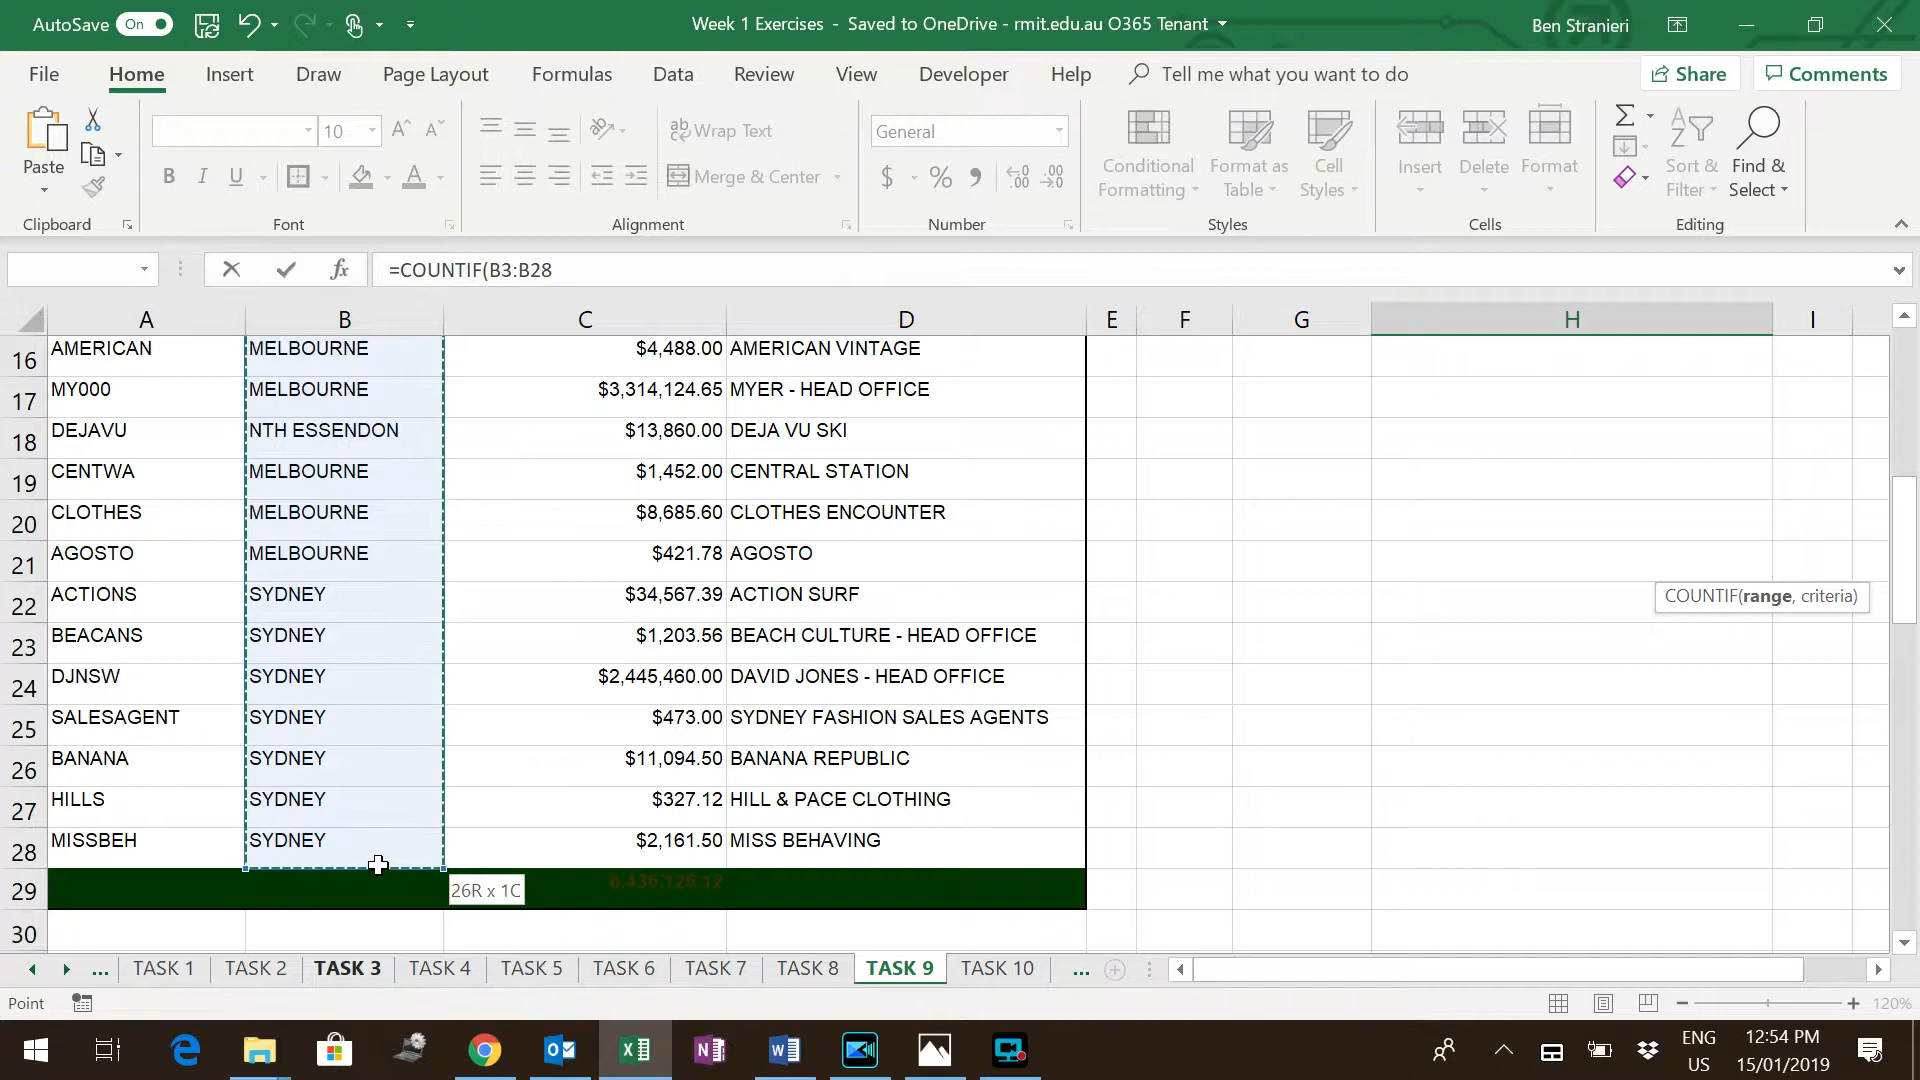 AutoSave On Week 1 Exercises - Saved to OneDrive - rmit.edu.au O365 Tenant Ben Stranieri
File Home Insert Draw Page Layout Formulas Data Review View Developer Help Tell me what you want to do Share Comments
Paste 10 A A ab Wrap Text General Conditional Formatting Format as Table Cell Styles Insert Delete Format Sort & Filter Find & Select
B I U A Merge & Center $ %
Clipboard Font Alignment Number Styles Cells Editing
fx =COUNTIF(B3:B28
A B C D E F G H I
16 AMERICAN MELBOURNE $4,488.00 AMERICAN VINTAGE
17 MY000 MELBOURNE $3,314,124.65 MYER - HEAD OFFICE
18 DEJAVU NTH ESSENDON $13,860.00 DEJA VU SKI
19 CENTWA MELBOURNE $1,452.00 CENTRAL STATION
20 CLOTHES MELBOURNE $8,685.60 CLOTHES ENCOUNTER
21 AGOSTO MELBOURNE $421.78 AGOSTO
22 ACTIONS SYDNEY $34,567.39 ACTION SURF
COUNTIF(range, criteria)
23 BEACANS SYDNEY $1,203.56 BEACH CULTURE - HEAD OFFICE
24 DJNSW SYDNEY $2,445,460.00 DAVID JONES - HEAD OFFICE
25 SALESAGENT SYDNEY $473.00 SYDNEY FASHION SALES AGENTS
26 BANANA SYDNEY $11,094.50 BANANA REPUBLIC
27 HILLS SYDNEY $327.12 HILL & PACE CLOTHING
28 MISSBEH SYDNEY $2,161.50 MISS BEHAVING
29 6,436,126.12
26R x 1C
30
... TASK 1 TASK 2 TASK 3 TASK 4 TASK 5 TASK 6 TASK 7 TASK 8 TASK 9 TASK 10 ...
Point 120%
ENG 12:54 PM
US 15/01/2019